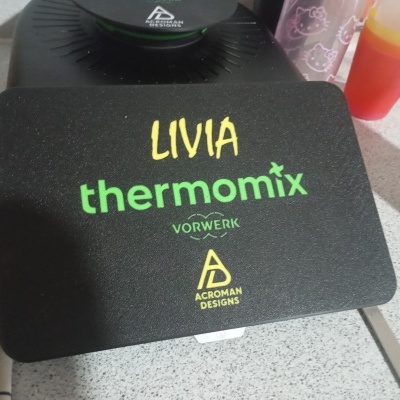 ACROMAN
DESIGNS
LIVIA
thermomix
VORWERK
ACROMAN
DESIGNS